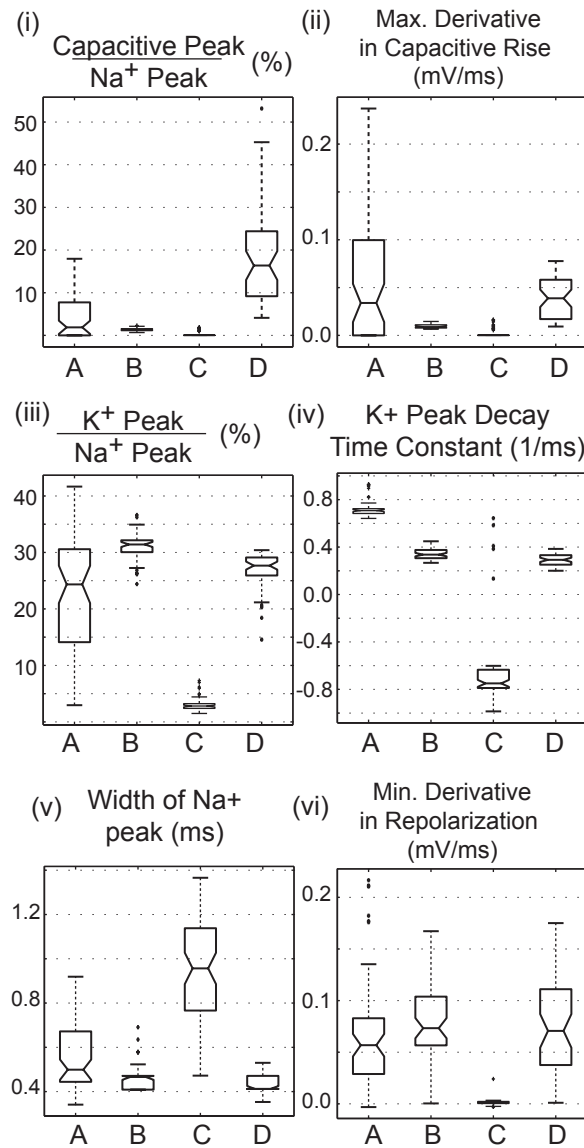 (i)
Capacitive Peak
Na+ Peak
(%)
50
40
30
20
10
A B C D
(ii) Max. Derivative
in Capacitive Rise
(mV/ms)
0.2
0.1
0.0
A B C D
(iii)
K+ Peak
Na+ Peak
(%)
40
30
20
10
A B C D
(iv) K+ Peak Decay
Time Constant (1/ms)
0.8
0.4
0.0
-0.4
-0.8
A B C D
(v) Width of Na+
peak (ms)
1.2
0.8
0.4
A B C D
(vi) Min. Derivative
in Repolarization
(mV/ms)
0.2
0.1
0.0
A B C D